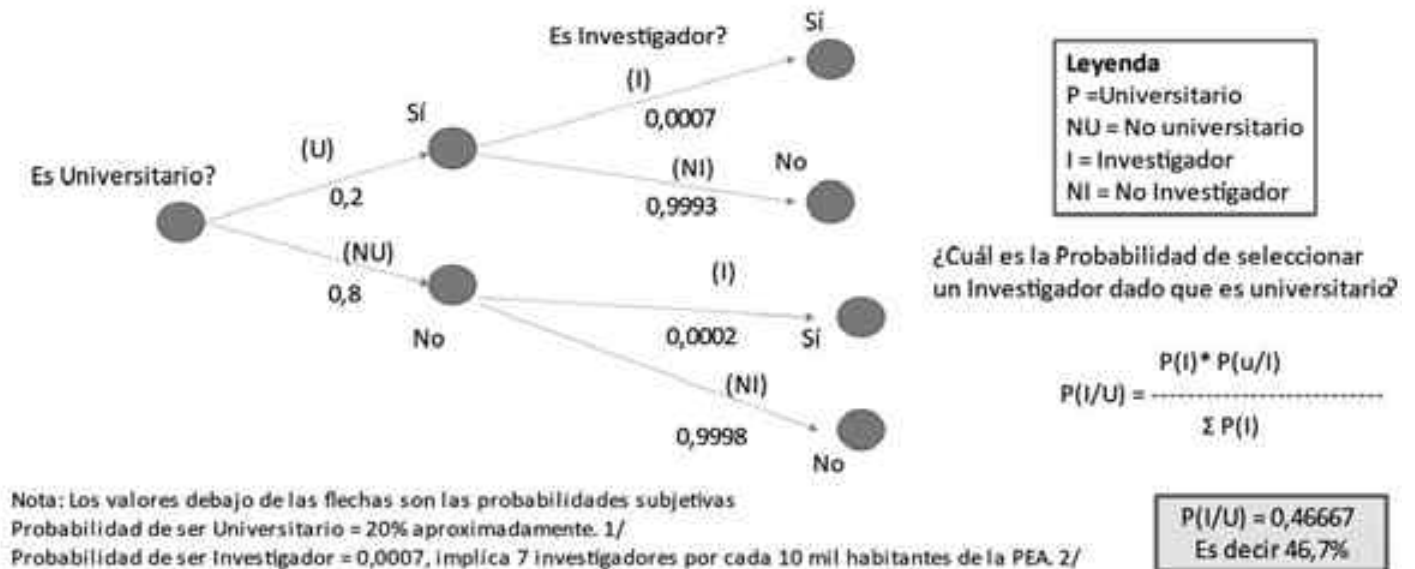 Es Universitario?
(U)
0,2
(NU)
0,8
Sí
No
Es Investigador?
(I)
0,0007
Sí
(NI)
0,9993
No
(I)
0,0002
Sí
(NI)
0,9998
No
Leyenda
P =Universitario
NU = No universitario
I = Investigador
NI = No Investigador
¿Cuál es la Probabilidad de seleccionar
un Investigador dado que es universitario?
P(I)* P(u/I)
P(I/U) = --------------------------
Σ P(I)
Nota: Los valores debajo de las flechas son las probabilidades subjetivas
Probabilidad de ser Universitario = 20% aproximadamente. 1/
Probabilidad de ser Investigador = 0,0007, implica 7 investigadores por cada 10 mil habitantes de la PEA. 2/
P(I/U) = 0,46667
Es decir 46,7%